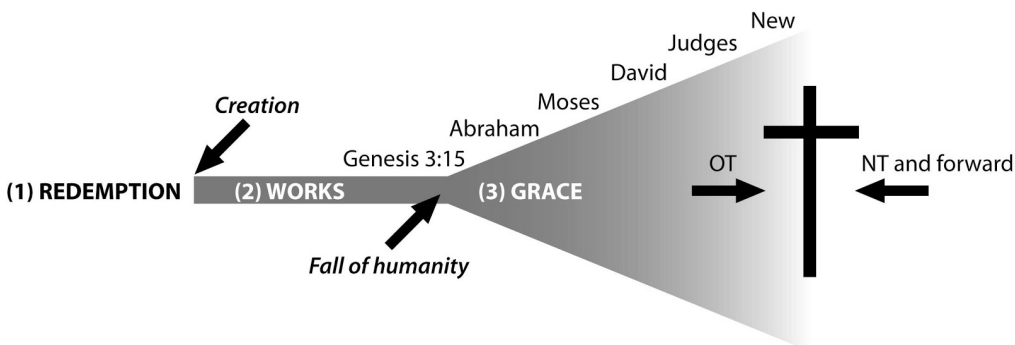 New
Judges
David
Moses
Creation
Abraham
Genesis 3:15
OT
NT and forward
(1) REDEMPTION
(2) WORKS
(3) GRACE
Fall of humanity